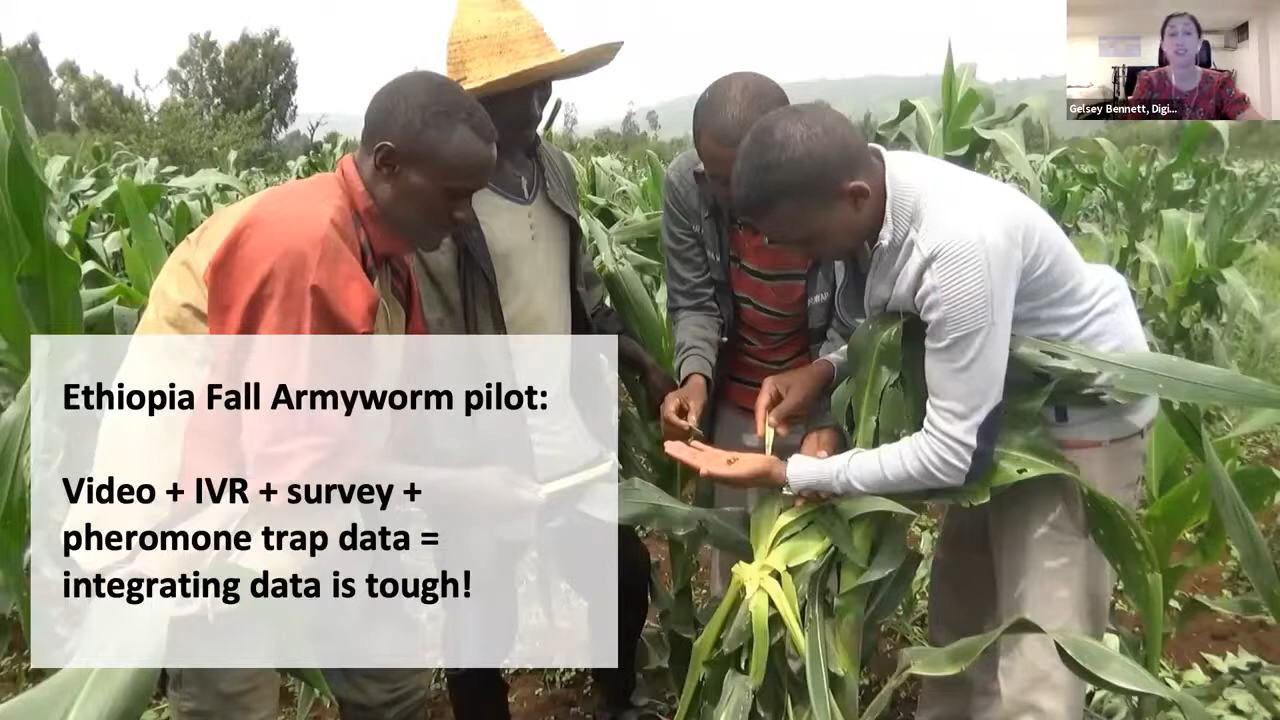 Gelsey Bennett, Digi...
Ethiopia Fall Armyworm pilot:
Video + IVR + survey +
pheromone trap data =
integrating data is tough!